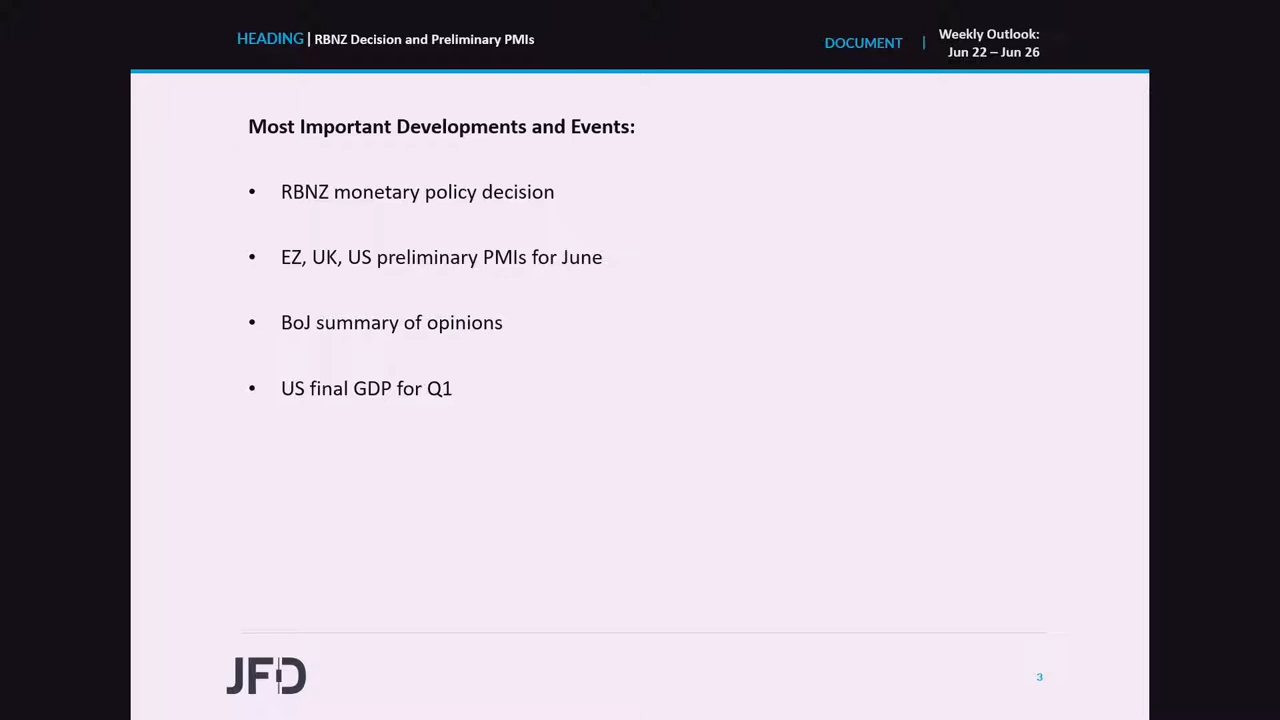 HEADING | RBNZ Decision and Preliminary PMIs
DOCUMENT | Weekly Outlook:
Jun 22 – Jun 26
Most Important Developments and Events:
• RBNZ monetary policy decision
• EZ, UK, US preliminary PMIs for June
• BoJ summary of opinions
• US final GDP for Q1
JFD
3